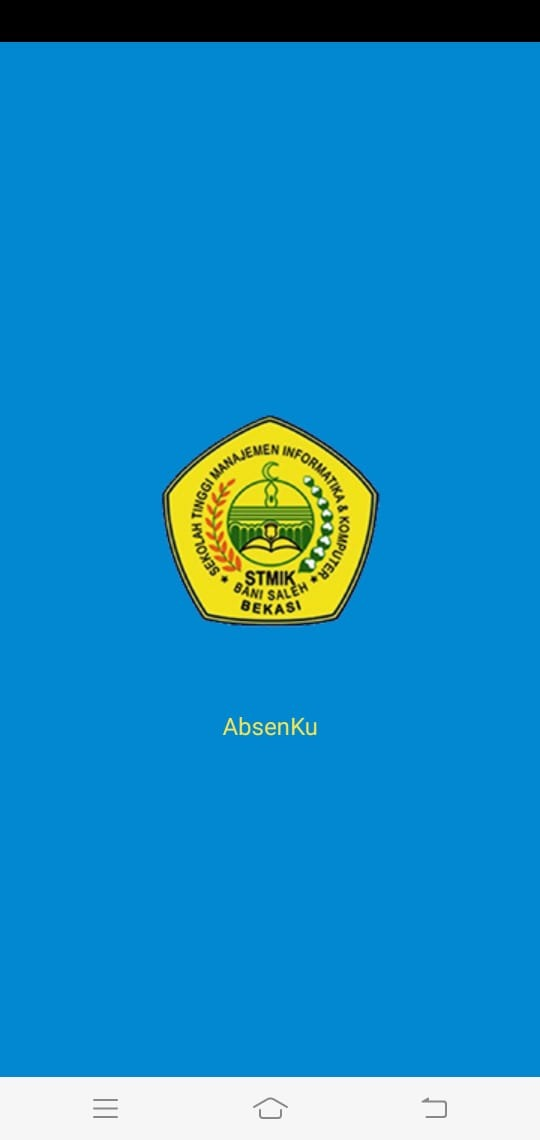 SEKOLAH TINGGI MANAJEMEN INFORMATIKA & KOMPUTER
STMIK
BANI SALEH
BEKASI
AbsenKu